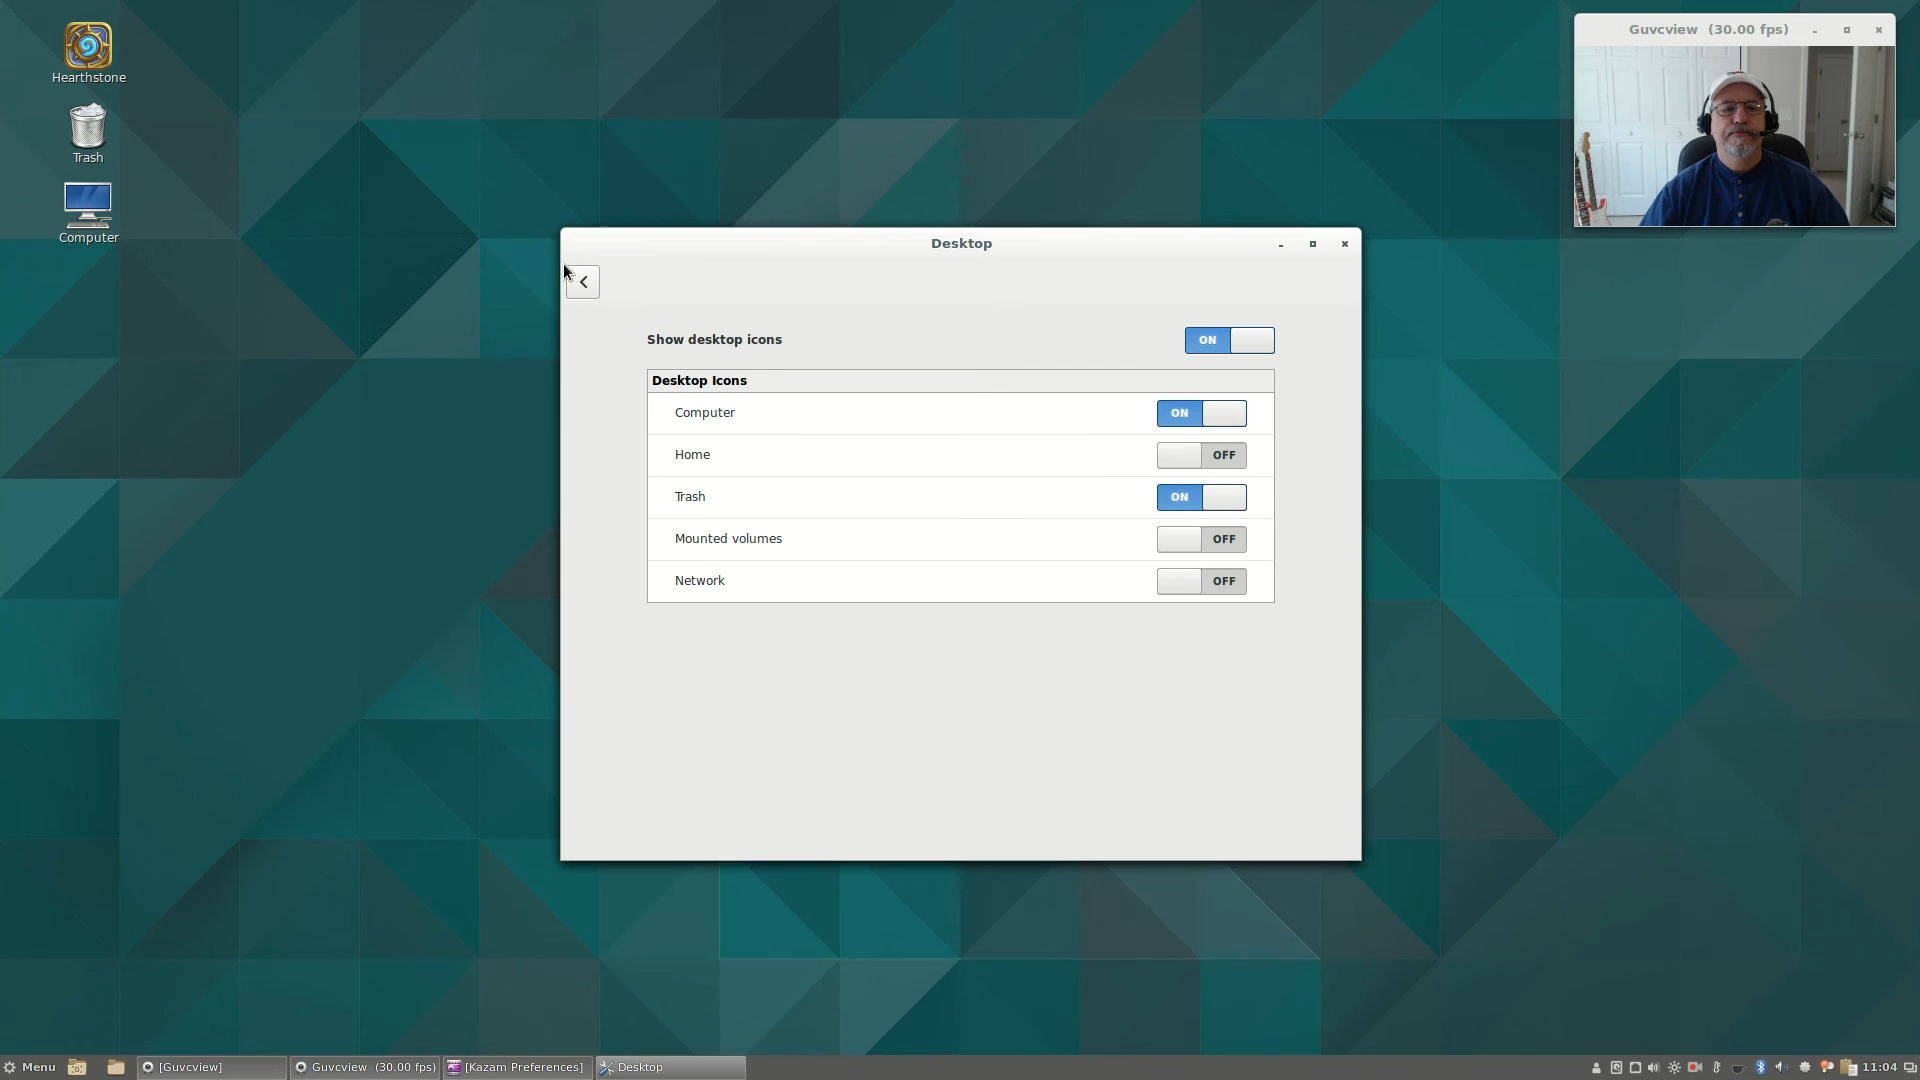 Hearthstone
Trash
Computer
Guvcview (30.00 fps)
Desktop
Show desktop icons ON
Desktop Icons
Computer ON
Home OFF
Trash ON
Mounted volumes OFF
Network OFF
Menu [Guvcview] Guvcview (30.00 fps) [Kazam Preferences] Desktop 11:04